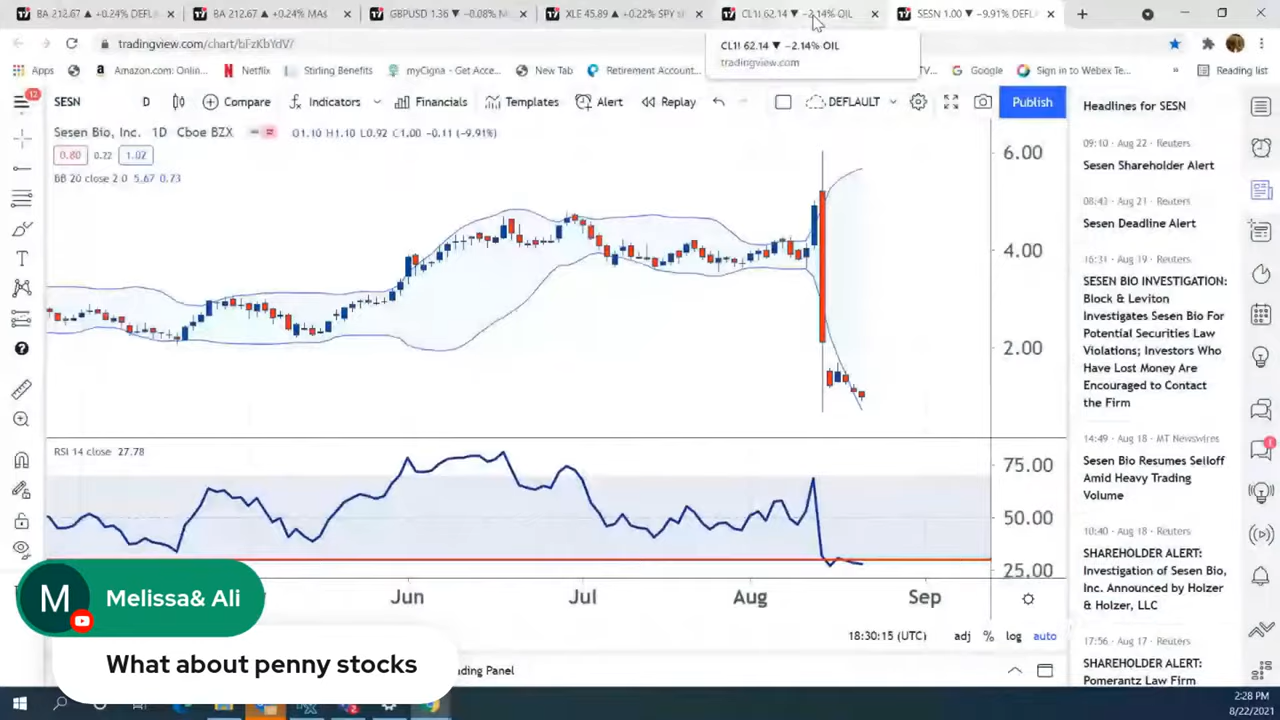 BA 212.67 ▲ +0.24% DEFL
BA 212.67 ▲ +0.24% MAs
GBPUSD 1.36 ▼ −0.08% M
XLE 45.89 ▲ +0.22% SPY s
CL1! 62.14 ▼ −2.14% OIL
SESN 1.00 ▼ −9.91% DEFL
tradingview.com/chart/bFzKbYdV/
CL1! 62.14 ▼ −2.14% OIL
tradingview.com
Apps
Amazon.com: Onlin...
Netflix
Stirling Benefits
myCigna - Get Acce...
New Tab
Retirement Account...
TV...
Google
Sign in to Webex Te...
»
Reading list
12
SESN
D
Compare
Indicators
Financials
Templates
Alert
Replay
DEFLAULT
Publish
Headlines for SESN
Sesen Bio, Inc. 1D Cboe BZX
O1.10 H1.10 L0.92 C1.00 −0.11 (−9.91%)
0.80 0.22 1.02
BB 20 close 2 0 5.67 0.73
6.00
4.00
2.00
RSI 14 close 27.78
75.00
50.00
25.00
Jun
Jul
Aug
Sep
18:30:15 (UTC)
adj
%
log
auto
09:10 · Aug 22 · Reuters
Sesen Shareholder Alert
08:43 · Aug 21 · Reuters
Sesen Deadline Alert
16:31 · Aug 19 · Reuters
SESEN BIO INVESTIGATION:
Block & Leviton
Investigates Sesen Bio For
Potential Securities Law
Violations; Investors Who
Have Lost Money Are
Encouraged to Contact
the Firm
14:49 · Aug 18 · MT Newswires
Sesen Bio Resumes Selloff
Amid Heavy Trading
Volume
10:40 · Aug 18 · Reuters
SHAREHOLDER ALERT:
Investigation of Sesen Bio,
Inc. Announced by Holzer
& Holzer, LLC
17:56 · Aug 17 · Reuters
SHAREHOLDER ALERT:
Pomerantz Law Firm
M
Melissa& Ali
What about penny stocks
ading Panel
2:28 PM
8/22/2021